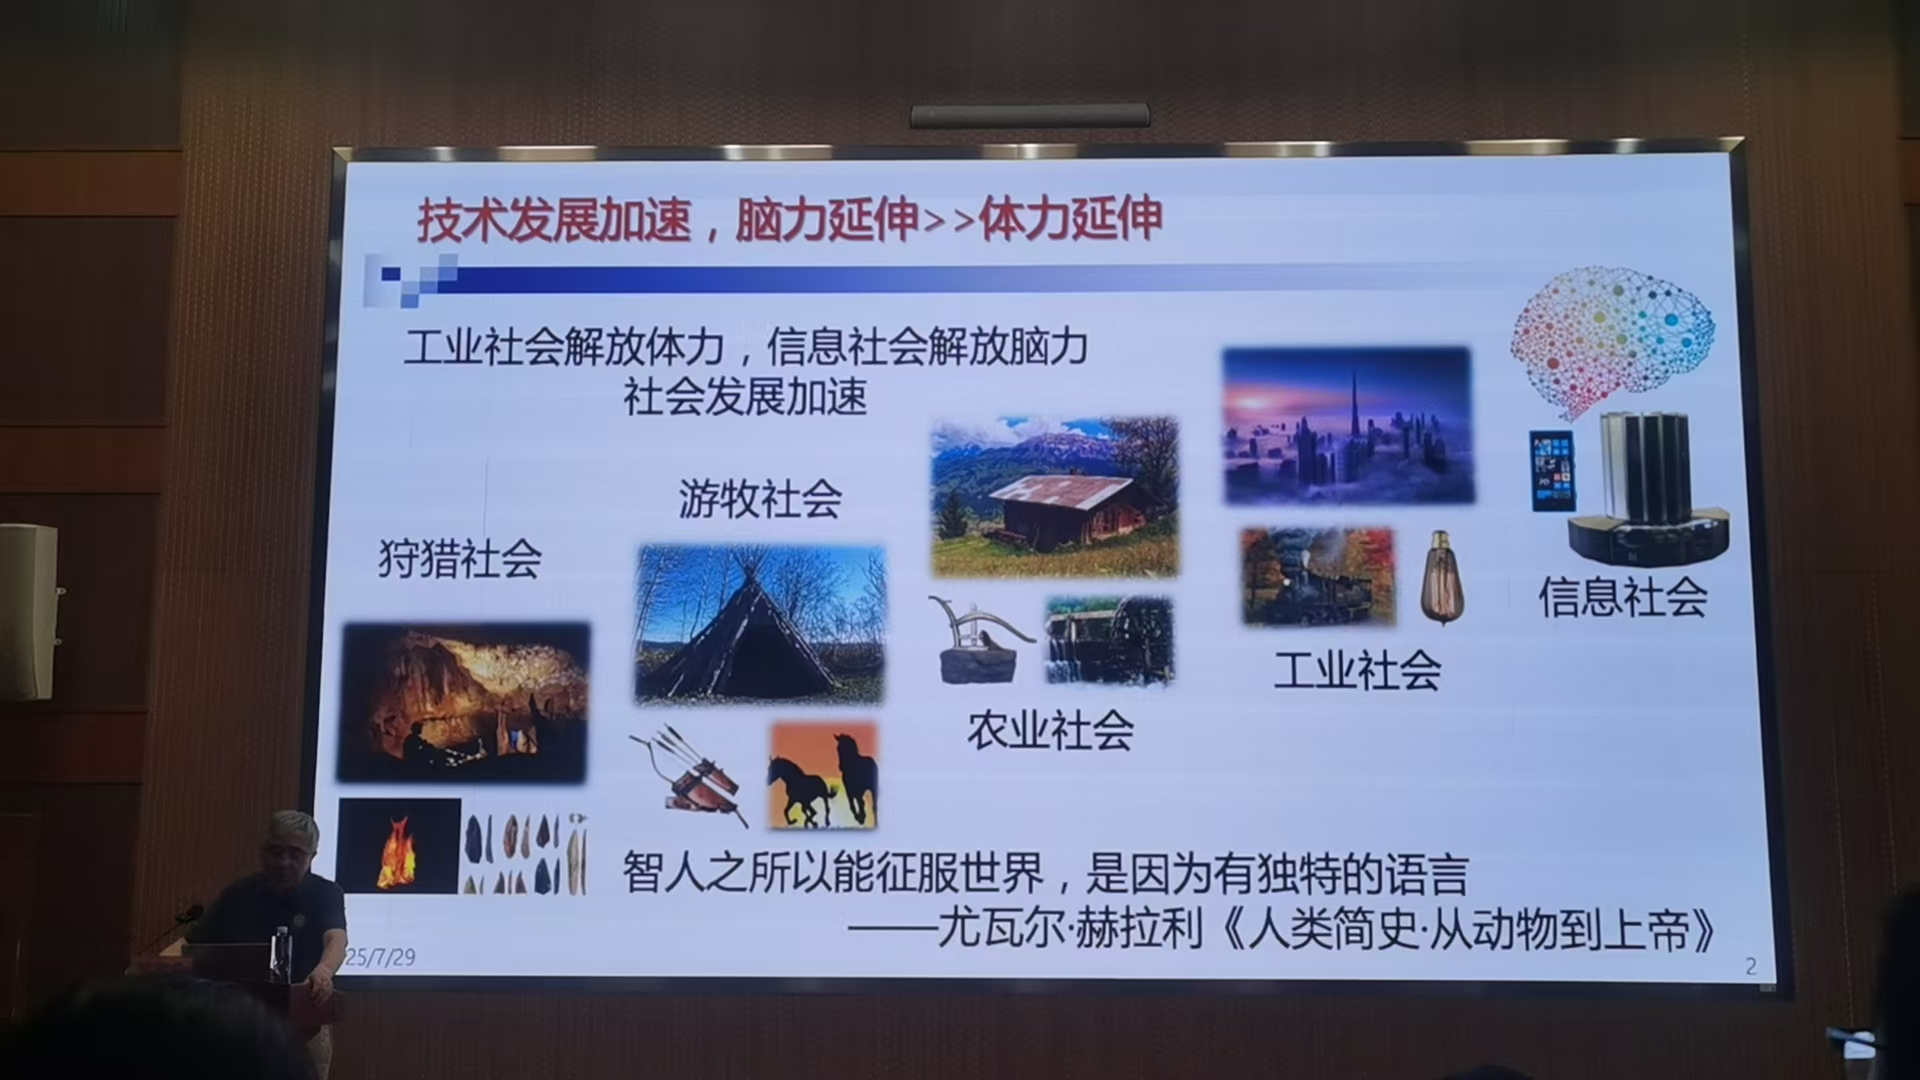 技术发展加速，脑力延伸>>体力延伸
工业社会解放体力，信息社会解放脑力
社会发展加速
狩猎社会
游牧社会
农业社会
工业社会
信息社会
智人之所以能征服世界，是因为有独特的语言
——尤瓦尔·赫拉利《人类简史·从动物到上帝》
25/7/29
2